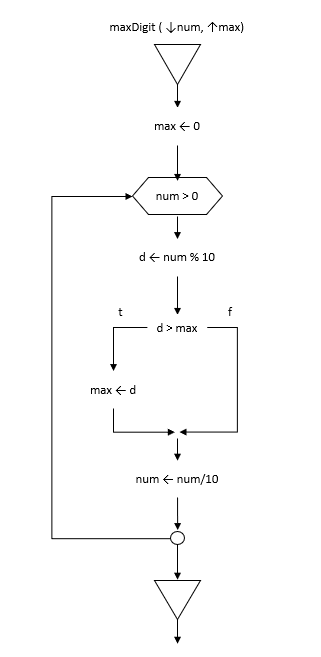 maxDigit ( ↓num, ↑max)
max ← 0
num > 0
d ← num % 10
t
f
d > max
max ← d
num ← num/10